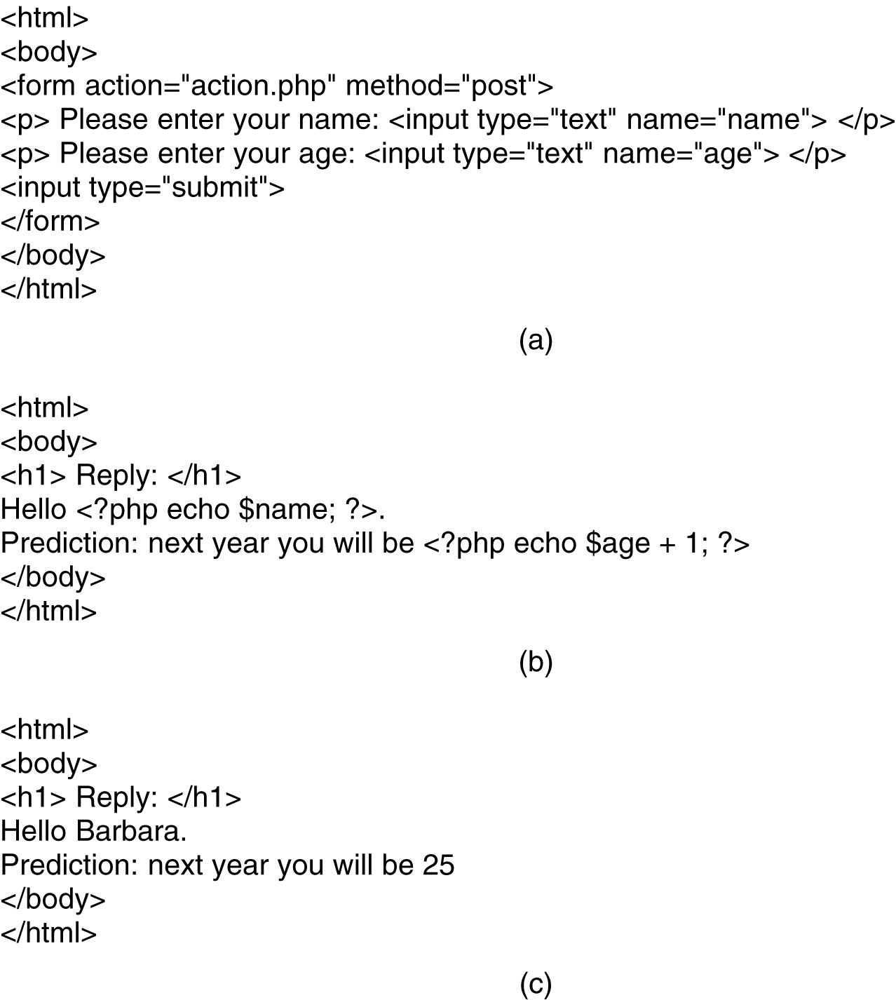 <html>
<body>
<form action="action.php" method="post">
<p> Please enter your name: <input type="text" name="name"> </p>
<p> Please enter your age: <input type="text" name="age"> </p>
<input type="submit">
</form>
</body>
</html>
(a)
<html>
<body>
<h1> Reply: </h1>
Hello <?php echo $name; ?>.
Prediction: next year you will be <?php echo $age + 1; ?>
</body>
</html>
(b)
<html>
<body>
<h1> Reply: </h1>
Hello Barbara.
Prediction: next year you will be 25
</body>
</html>
(c)